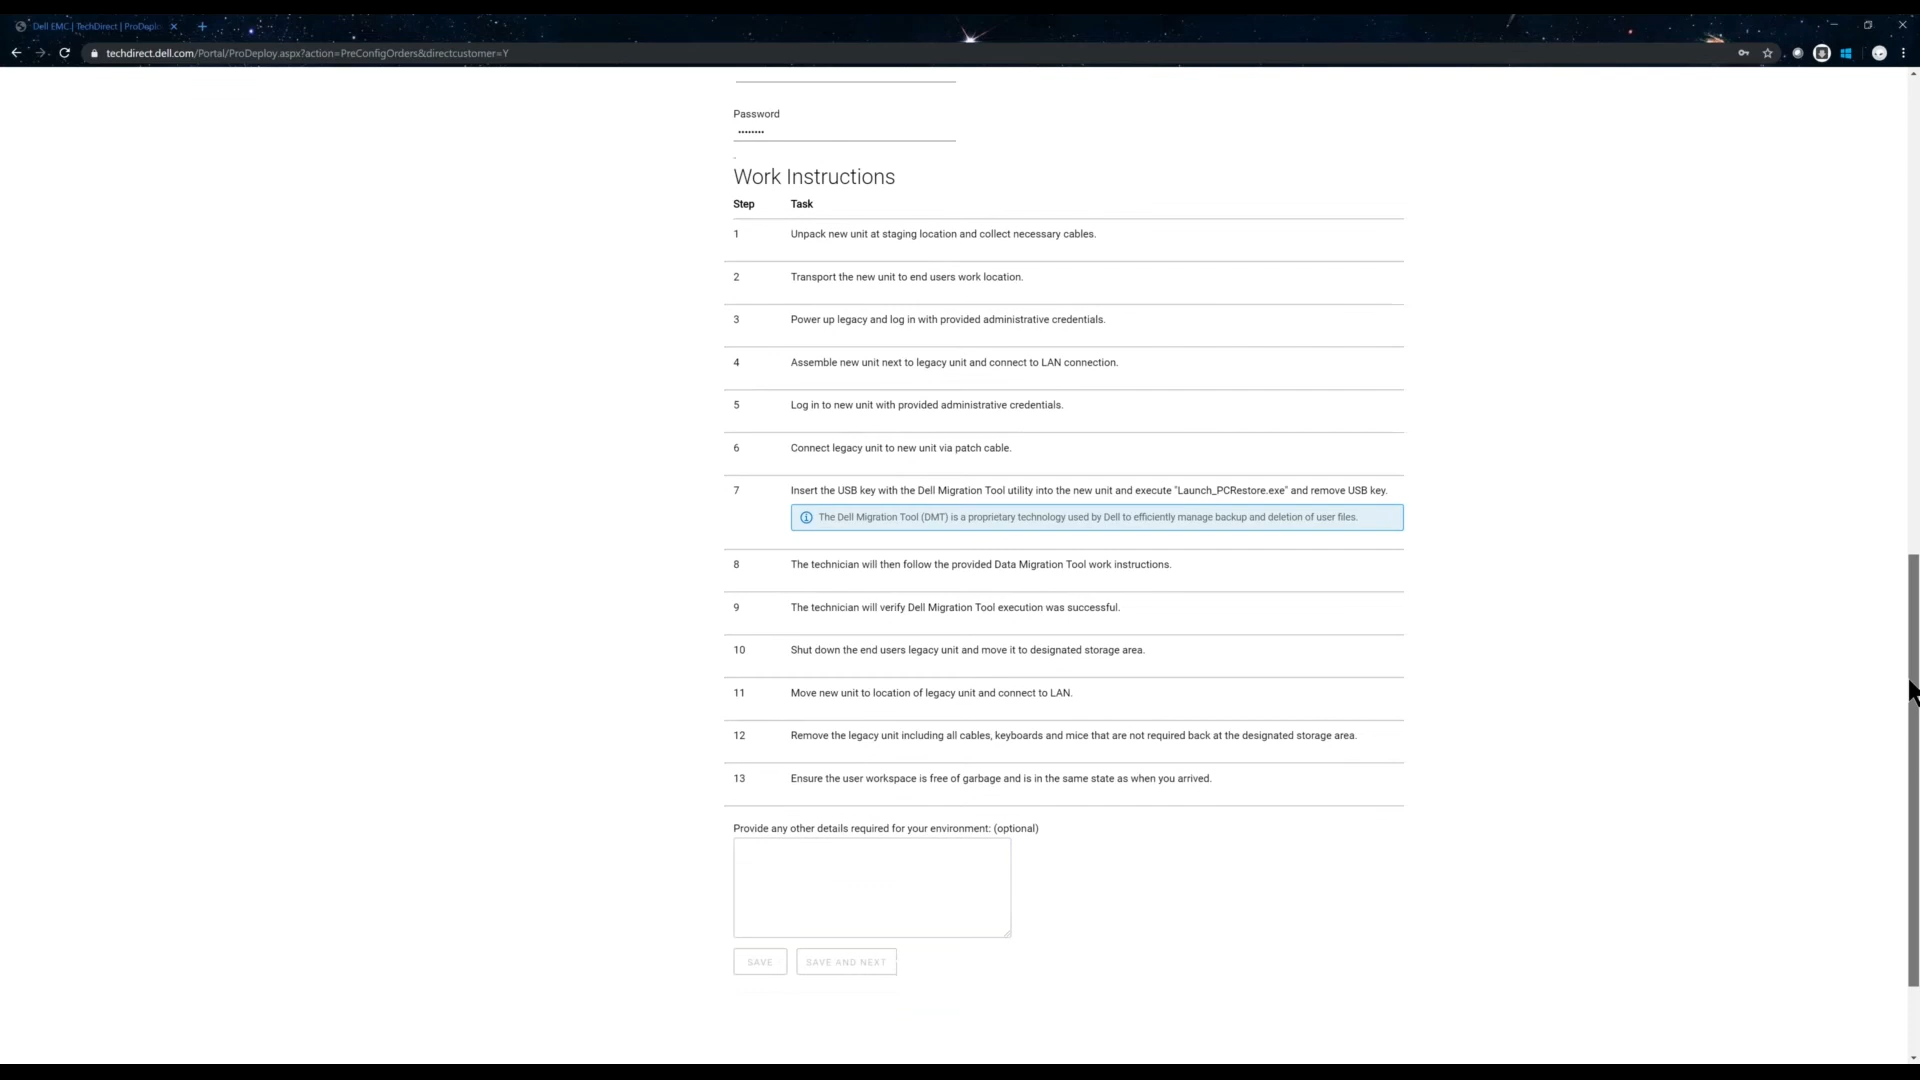 Dell EMC | TechDirect | ProDeplo
techdirect.dell.com/Portal/ProDeploy.aspx?action=PreConfigOrders&directcustomer=Y
Password
••••••••
Work Instructions
Step Task
1 Unpack new unit at staging location and collect necessary cables.
2 Transport the new unit to end users work location.
3 Power up legacy and log in with provided administrative credentials.
4 Assemble new unit next to legacy unit and connect to LAN connection.
5 Log in to new unit with provided administrative credentials.
6 Connect legacy unit to new unit via patch cable.
7 Insert the USB key with the Dell Migration Tool utility into the new unit and execute "Launch_PCRestore.exe" and remove USB key.
The Dell Migration Tool (DMT) is a proprietary technology used by Dell to efficiently manage backup and deletion of user files.
8 The technician will then follow the provided Data Migration Tool work instructions.
9 The technician will verify Dell Migration Tool execution was successful.
10 Shut down the end users legacy unit and move it to designated storage area.
11 Move new unit to location of legacy unit and connect to LAN.
12 Remove the legacy unit including all cables, keyboards and mice that are not required back at the designated storage area.
13 Ensure the user workspace is free of garbage and is in the same state as when you arrived.
Provide any other details required for your environment: (optional)
SAVE SAVE AND NEXT